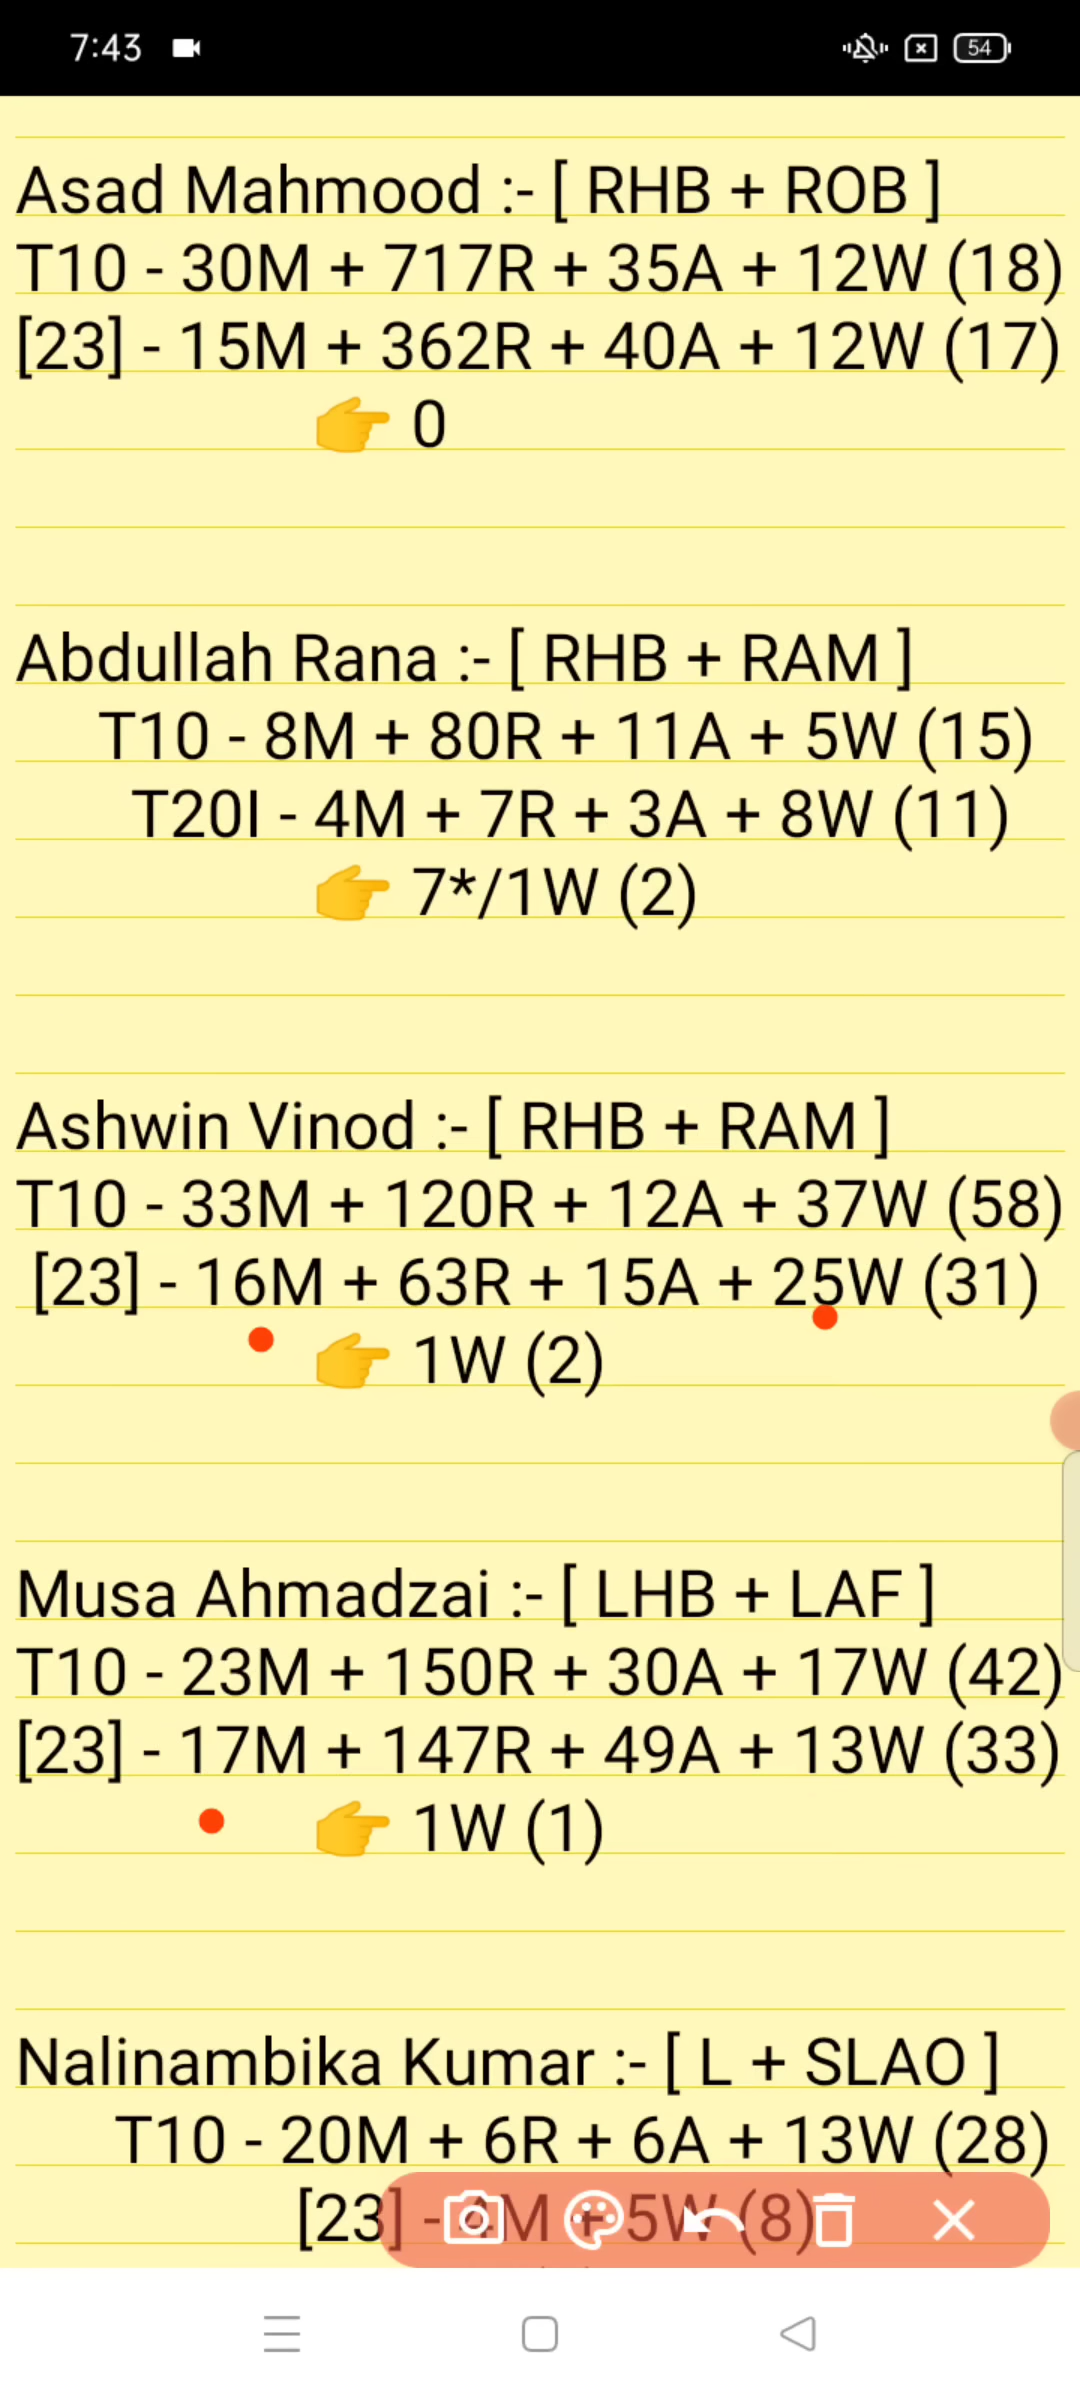 7:43
54
Asad Mahmood :- [ RHB + ROB ]
T10 - 30M + 717R + 35A + 12W (18)
[23] - 15M + 362R + 40A + 12W (17)
👉 0
Abdullah Rana :- [ RHB + RAM ]
T10 - 8M + 80R + 11A + 5W (15)
T20I - 4M + 7R + 3A + 8W (11)
👉 7*/1W (2)
Ashwin Vinod :- [ RHB + RAM ]
T10 - 33M + 120R + 12A + 37W (58)
[23] - 16M + 63R + 15A + 25W (31)
👉 1W (2)
Musa Ahmadzai :- [ LHB + LAF ]
T10 - 23M + 150R + 30A + 17W (42)
[23] - 17M + 147R + 49A + 13W (33)
👉 1W (1)
Nalinambika Kumar :- [ L + SLAO ]
T10 - 20M + 6R + 6A + 13W (28)
[23] - 4M + 5W (8)